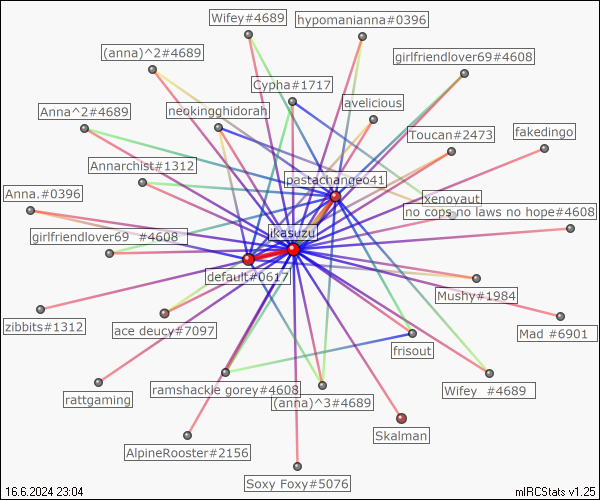 Wifey#4689
hypomanianna#0396
(anna)^2#4689
girlfriendlover69#4608
Cypha#1717
avelicious
Anna^2#4689
neokingghidorah
Toucan#2473
fakedingo
Annarchist#1312
pastachangeo41
Anna.#0396
xenovaut
no cops no laws no hope#4608
girlfriendlover69  #4608
ikasuzu
default#0617
Mushy#1984
zibbits#1312
ace deucy#7097
Mad #6901
frisout
ramshackle gorey#4608
(anna)^3#4689
Wifey  #4689
rattgaming
Skalman
AlpineRooster#2156
Soxy Foxy#5076
16.6.2024 23:04
mIRCStats v1.25